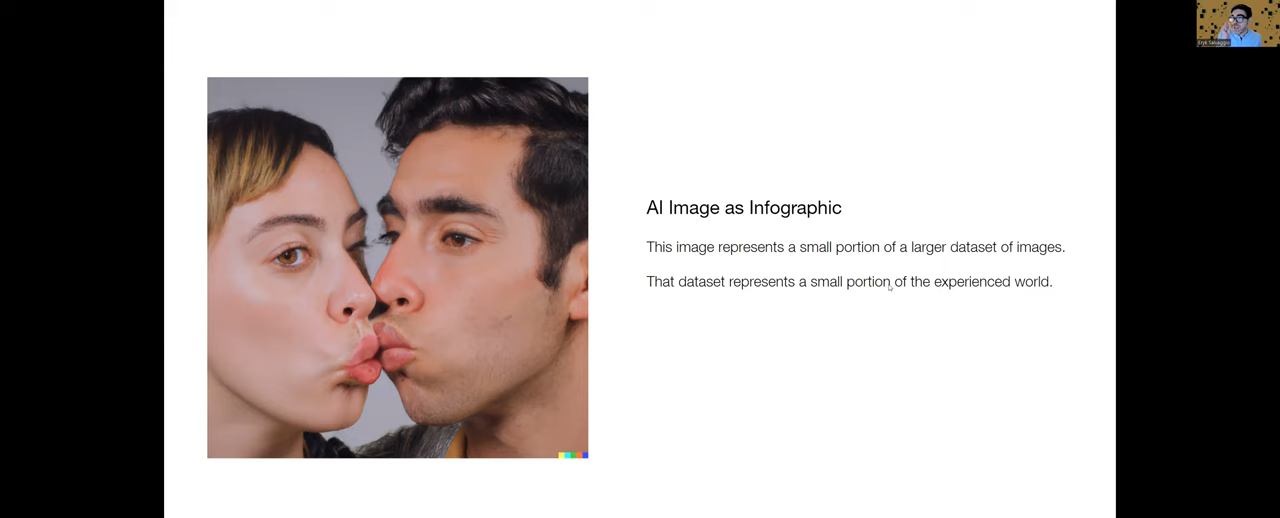 AI Image as Infographic
This image represents a small portion of a larger dataset of images.
That dataset represents a small portion of the experienced world.